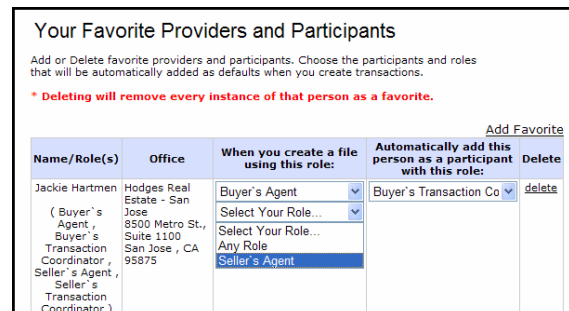 Your Favorite Providers and Participants
Add or Delete favorite providers and participants. Choose the participants and roles
that will be automatically added as defaults when you create transactions.
* Deleting will remove every instance of that person as a favorite.
Add Favorite
Name/Role(s)
Office
When you create a file
using this role:
Automatically add this
person as a participant
with this role:
Delete
Jackie Hartmen
( Buyer`s
Agent ,
Buyer`s
Transaction
Coordinator ,
Seller`s Agent ,
Seller`s
Transaction
Coordinator )
Hodges Real
Estate - San
Jose
8500 Metro St.,
Suite 1100
San Jose , CA
95875
Buyer`s Agent
Select Your Role...
Select Your Role...
Any Role
Seller`s Agent
Buyer`s Transaction Co
delete